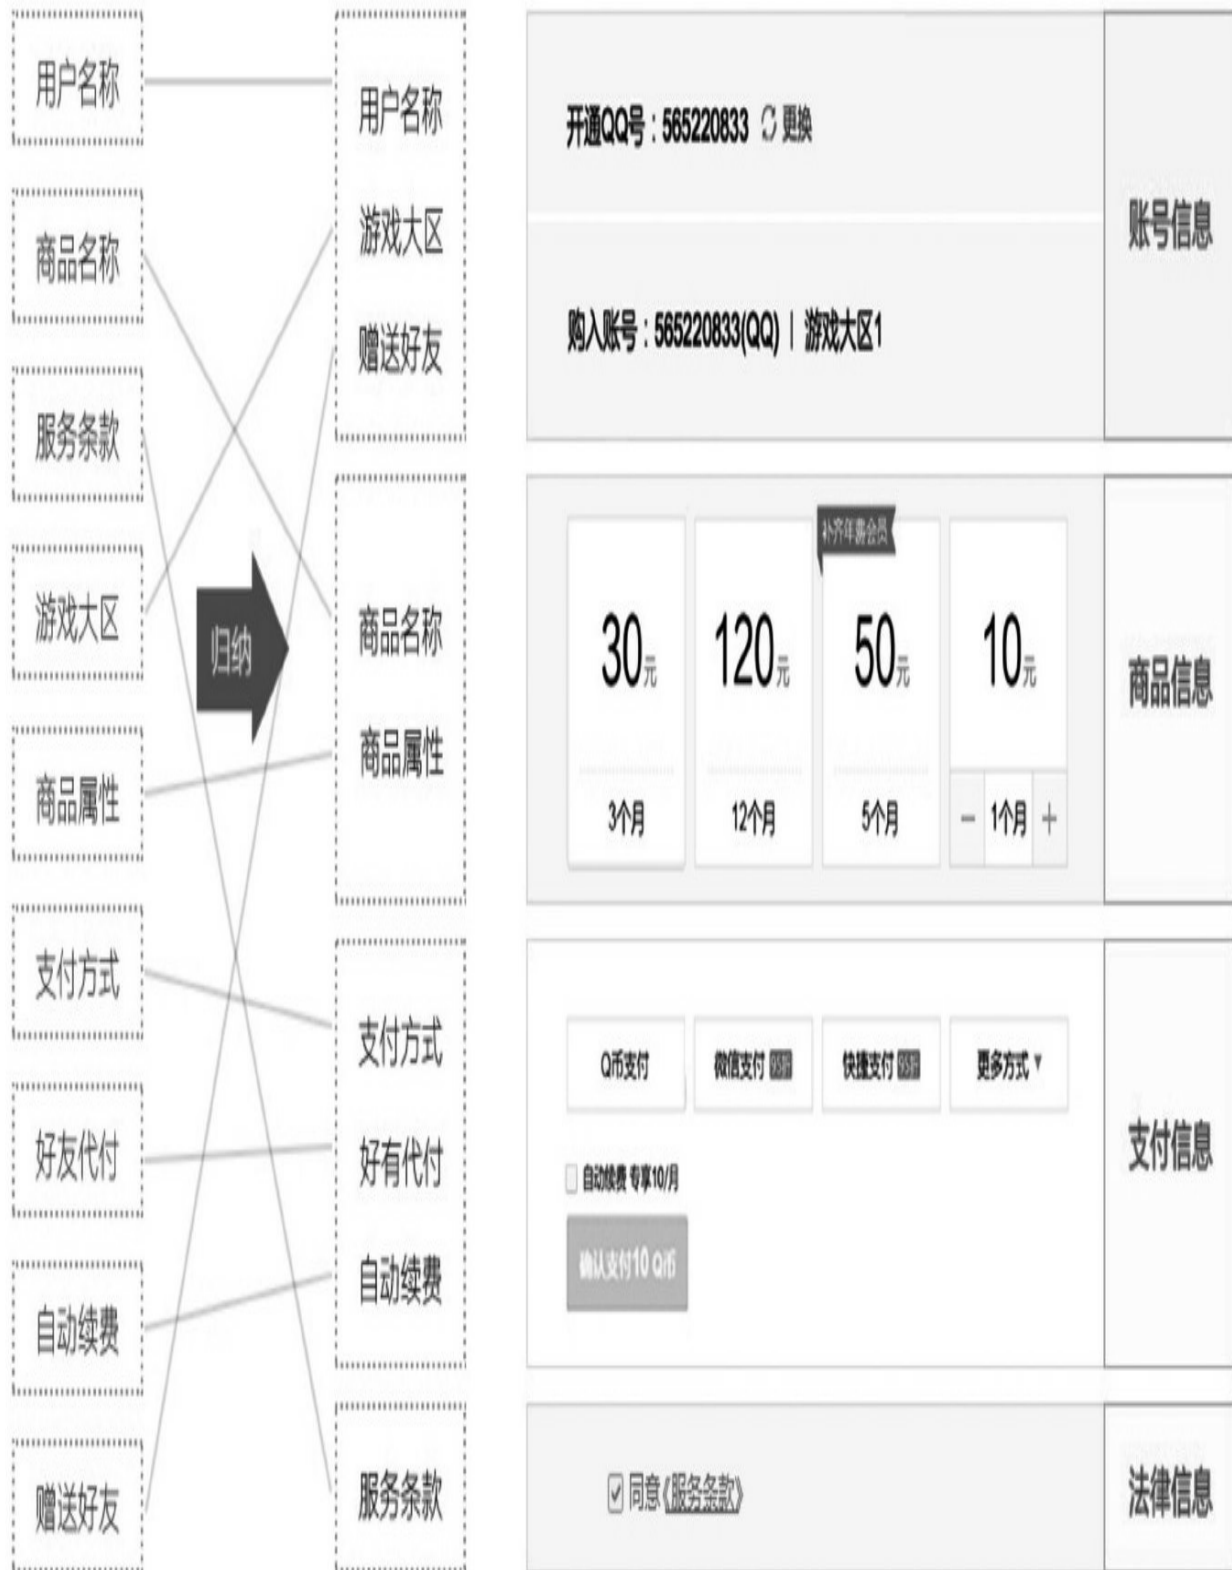 用户名称
商品名称
服务条款
游戏大区
商品属性
支付方式
好友代付
自动续费
赠送好友
归纳
用户名称
游戏大区
赠送好友
商品名称
商品属性
支付方式
好有代付
自动续费
服务条款
开通QQ号：565220833 更换
购入账号：565220833(QQ) | 游戏大区1
账号信息
补齐年费会员
30元 120元 50元 10元
3个月 12个月 5个月 − 1个月 +
商品信息
Q币支付 微信支付 快捷支付 更多方式
自动续费 专享10/月
确认支付10 Q币
支付信息
同意《服务条款》
法律信息